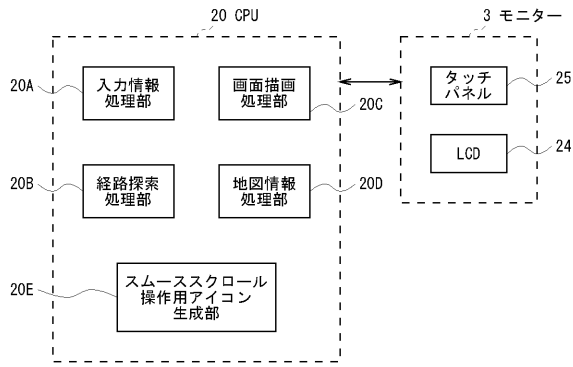 20 CPU
3 モニター
20A
入力情報
処理部
画面描画
処理部
20C
タッチ
パネル
25
LCD
24
20B
経路探索
処理部
地図情報
処理部
20D
20E
スムーススクロール
操作用アイコン
生成部